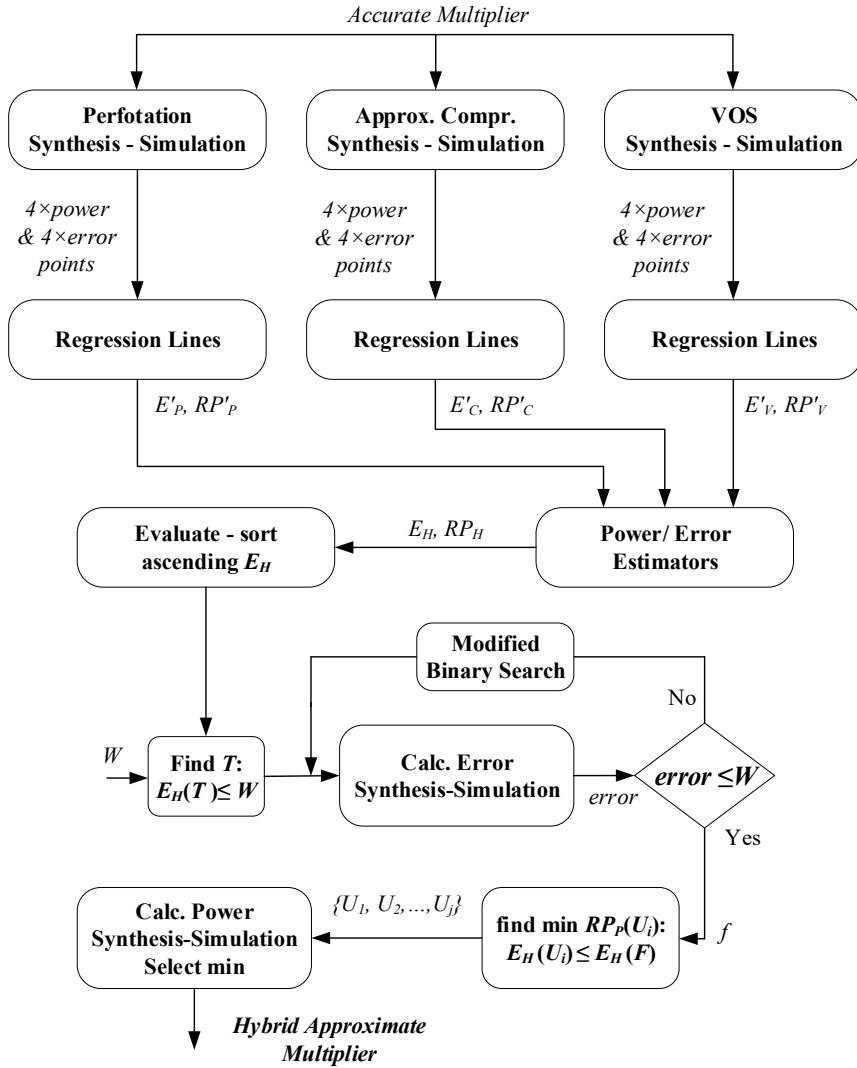 Accurate Multiplier
Perfotation
Synthesis - Simulation
Approx. Compr.
Synthesis - Simulation
VOS
Synthesis - Simulation
4×power
& 4×error
points
4×power
& 4×error
points
4×power
& 4×error
points
Regression Lines
Regression Lines
Regression Lines
E'P, RP'P
E'C, RP'C
E'V, RP'V
Evaluate - sort
ascending EH
EH, RPH
Power/ Error
Estimators
Modified
Binary Search
No
W
Find T:
EH(T)≤ W
Calc. Error
Synthesis-Simulation
error
error ≤W
Yes
Calc. Power
Synthesis-Simulation
Select min
{U1, U2,...,Uj}
find min RPP(Ui):
EH(Ui) ≤ EH(F)
f
Hybrid Approximate
Multiplier